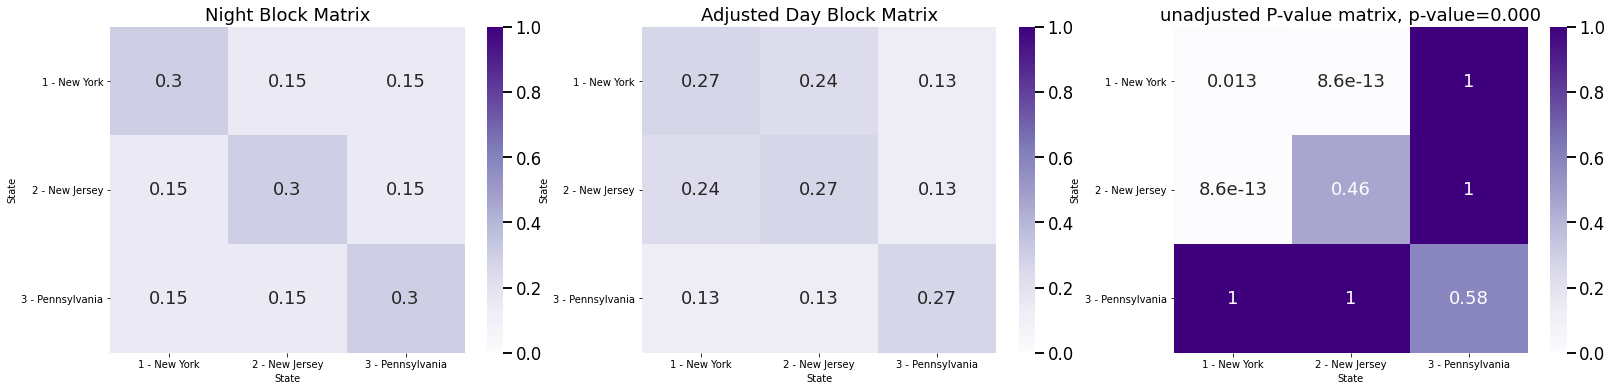 Night Block Matrix
1 - New York
2 - New Jersey
3 - Pennsylvania
State
0.3 0.15 0.15
0.15 0.3 0.15
0.15 0.15 0.3
1 - New York 2 - New Jersey 3 - Pennsylvania
State
1.0
0.8
0.6
0.4
0.2
0.0
Adjusted Day Block Matrix
1 - New York
2 - New Jersey
3 - Pennsylvania
State
0.27 0.24 0.13
0.24 0.27 0.13
0.13 0.13 0.27
1 - New York 2 - New Jersey 3 - Pennsylvania
State
1.0
0.8
0.6
0.4
0.2
0.0
unadjusted P-value matrix, p-value=0.000
1 - New York
2 - New Jersey
3 - Pennsylvania
State
0.013 8.6e-13 1
8.6e-13 0.46 1
1 1 0.58
1 - New York 2 - New Jersey 3 - Pennsylvania
State
1.0
0.8
0.6
0.4
0.2
0.0